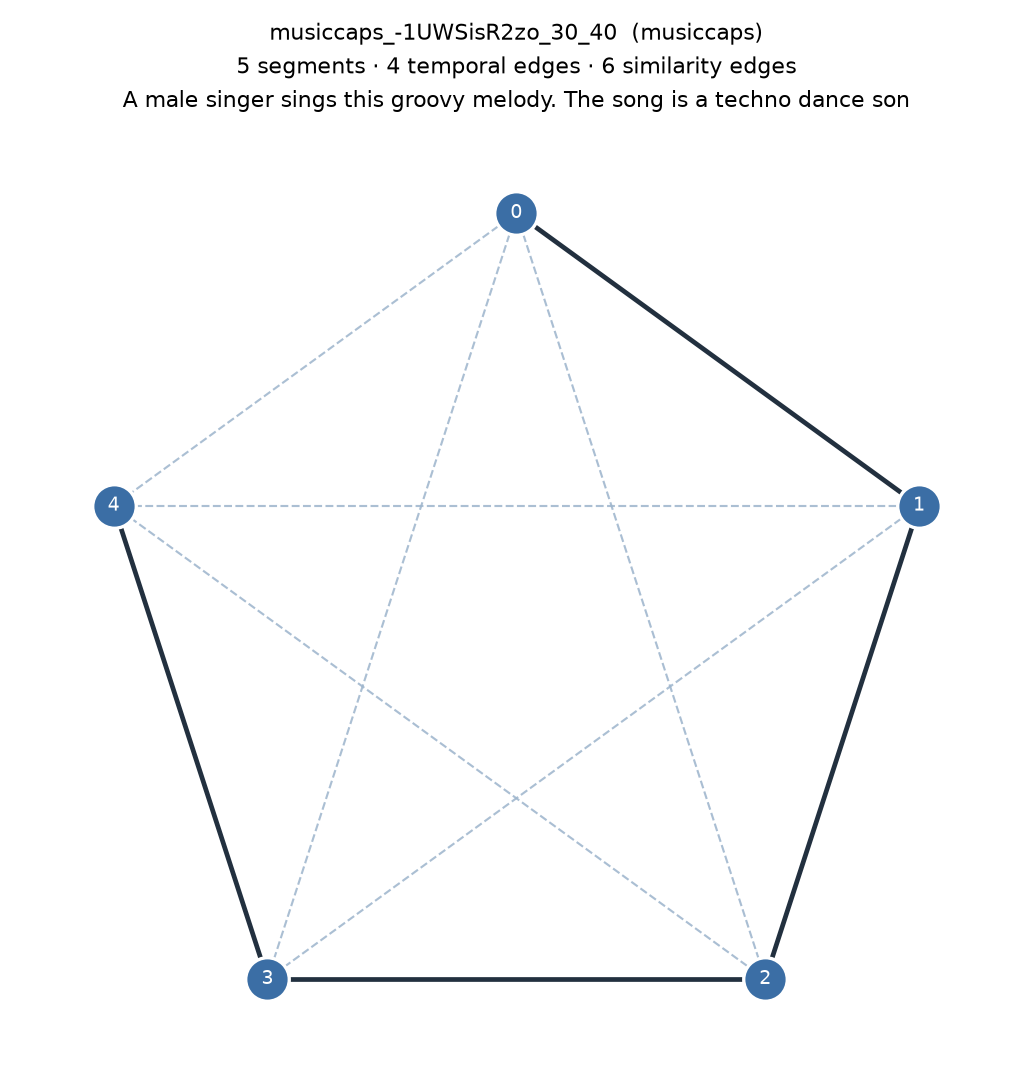 musiccaps_-1UWSisR2zo_30_40  (musiccaps)
5 segments · 4 temporal edges · 6 similarity edges
A male singer sings this groovy melody. The song is a techno dance son
0
4
1
3
2